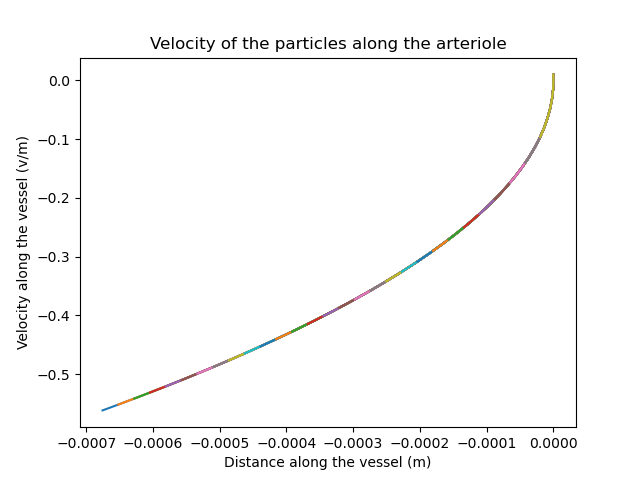 Velocity of the particles along the arteriole
Velocity along the vessel (v/m)
0.0
−0.1
−0.2
−0.3
−0.4
−0.5
−0.0007 −0.0006 −0.0005 −0.0004 −0.0003 −0.0002 −0.0001 0.0000
Distance along the vessel (m)